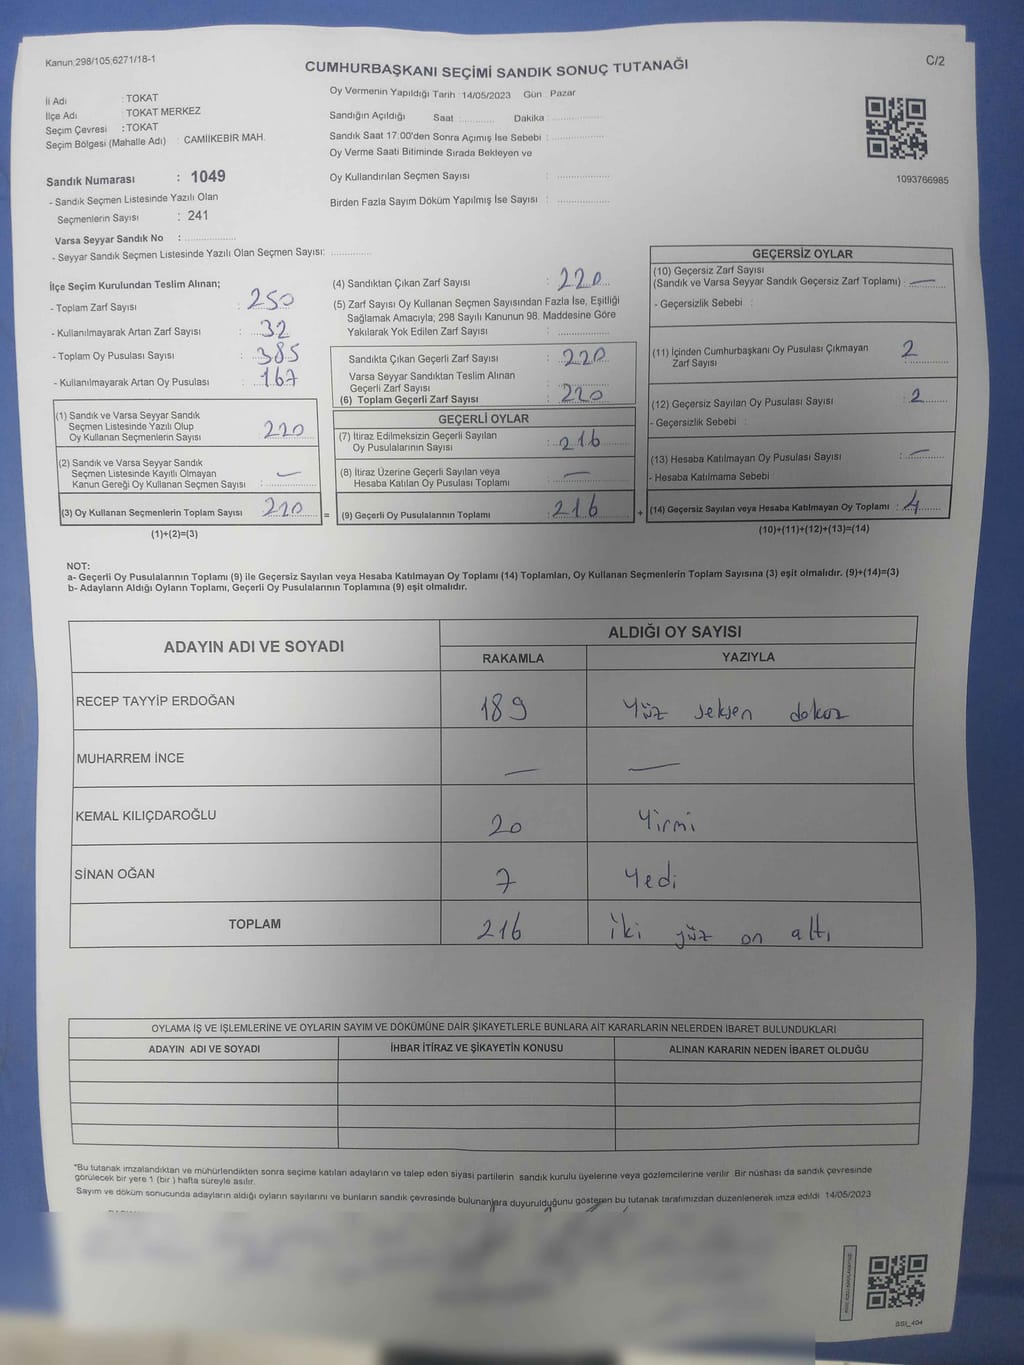 Kanun;298/105;6271/18-1
C/2
CUMHURBAŞKANI SEÇİMİ SANDIK SONUÇ TUTANAĞI
Oy Vermenin Yapıldığı Tarih : 14/05/2023 Gün : Pazar
İl Adı : TOKAT
İlçe Adı : TOKAT MERKEZ
Seçim Çevresi : TOKAT
Seçim Bölgesi (Mahalle Adı) : CAMİİKEBİR MAH.
Sandık Numarası : 1049
- Sandık Seçmen Listesinde Yazılı Olan
Seçmenlerin Sayısı : 241
Varsa Seyyar Sandık No : ..................
- Seyyar Sandık Seçmen Listesinde Yazılı Olan Seçmen Sayısı: ..............
Sandığın Açıldığı Saat ............ Dakika : .................
Sandık Saat 17:00'den Sonra Açımış İse Sebebi : .................
Oy Verme Saati Bitiminde Sırada Bekleyen ve
Oy Kullandırılan Seçmen Sayısı : .................
Birden Fazla Sayım Döküm Yapılmış İse Sayısı : .................
1093766985
İlçe Seçim Kurulundan Teslim Alınan;
- Toplam Zarf Sayısı : 250
- Kullanılmayarak Artan Zarf Sayısı : 32
- Toplam Oy Pusulası Sayısı : 385
- Kullanılmayarak Artan Oy Pusulası : 167
(1) Sandık ve Varsa Seyyar Sandık
Seçmen Listesinde Yazılı Olup
Oy Kullanan Seçmenlerin Sayısı 220
(2) Sandık ve Varsa Seyyar Sandık
Seçmen Listesinde Kayıtlı Olmayan
Kanun Gereği Oy Kullanan Seçmen Sayısı : —
(3) Oy Kullanan Seçmenlerin Toplam Sayısı 220 =
(1)+(2)=(3)
(4) Sandıktan Çıkan Zarf Sayısı : 220
(5) Zarf Sayısı Oy Kullanan Seçmen Sayısından Fazla İse, Eşitliği
Sağlamak Amacıyla; 298 Sayılı Kanunun 98. Maddesine Göre
Yakılarak Yok Edilen Zarf Sayısı : .................
Sandıkta Çıkan Geçerli Zarf Sayısı : 220
Varsa Seyyar Sandıktan Teslim Alınan
Geçerli Zarf Sayısı : .................
(6) Toplam Geçerli Zarf Sayısı : 220
GEÇERLİ OYLAR
(7) İtiraz Edilmeksizin Geçerli Sayılan
Oy Pusulalarının Sayısı : 216
(8) İtiraz Üzerine Geçerli Sayılan veya
Hesaba Katılan Oy Pusulası Toplamı : —
(9) Geçerli Oy Pusulalarının Toplamı : 216 +
GEÇERSİZ OYLAR
(10) Geçersiz Zarf Sayısı
(Sandık ve Varsa Seyyar Sandık Geçersiz Zarf Toplamı) : —
- Geçersizlik Sebebi :
(11) İçinden Cumhurbaşkanı Oy Pusulası Çıkmayan
Zarf Sayısı : 2
(12) Geçersiz Sayılan Oy Pusulası Sayısı : 2
- Geçersizlik Sebebi :
(13) Hesaba Katılmayan Oy Pusulası Sayısı : —
- Hesaba Katılmama Sebebi :
(14) Geçersiz Sayılan veya Hesaba Katılmayan Oy Toplamı : 4
(10)+(11)+(12)+(13)=(14)
NOT:
a- Geçerli Oy Pusulalarının Toplamı (9) ile Geçersiz Sayılan veya Hesaba Katılmayan Oy Toplamı (14) Toplamları, Oy Kullanan Seçmenlerin Toplam Sayısına (3) eşit olmalıdır. (9)+(14)=(3)
b- Adayların Aldığı Oyların Toplamı, Geçerli Oy Pusulalarının Toplamına (9) eşit olmalıdır.
ADAYIN ADI VE SOYADI ALDIĞI OY SAYISI
RAKAMLA YAZIYLA
RECEP TAYYİP ERDOĞAN 189 Yüz seksen dokuz
MUHARREM İNCE — —
KEMAL KILIÇDAROĞLU 20 Yirmi
SİNAN OĞAN 7 Yedi
TOPLAM 216 iki yüz on altı
OYLAMA İŞ VE İŞLEMLERİNE VE OYLARIN SAYIM VE DÖKÜMÜNE DAİR ŞİKAYETLERLE BUNLARA AİT KARARLARIN NELERDEN İBARET BULUNDUKLARI
ADAYIN ADI VE SOYADI İHBAR İTİRAZ VE ŞİKAYETİN KONUSU ALINAN KARARIN NEDEN İBARET OLDUĞU
*Bu tutanak imzalandıktan ve mühürlendikten sonra seçime katılan adayların ve talep eden siyasi partilerin sandık kurulu üyelerine veya gözlemcilerine verilir. Bir nüshası da sandık çevresinde
görülecek bir yere 1 (bir) hafta süreyle asılır.
Sayım ve döküm sonucunda adayların aldığı oyların sayılarını ve bunların sandık çevresinde bulunanlara duyurulduğunu gösteren bu tutanak tarafımızdan düzenlenerek imza edildi. 14/05/2023
SSI_404